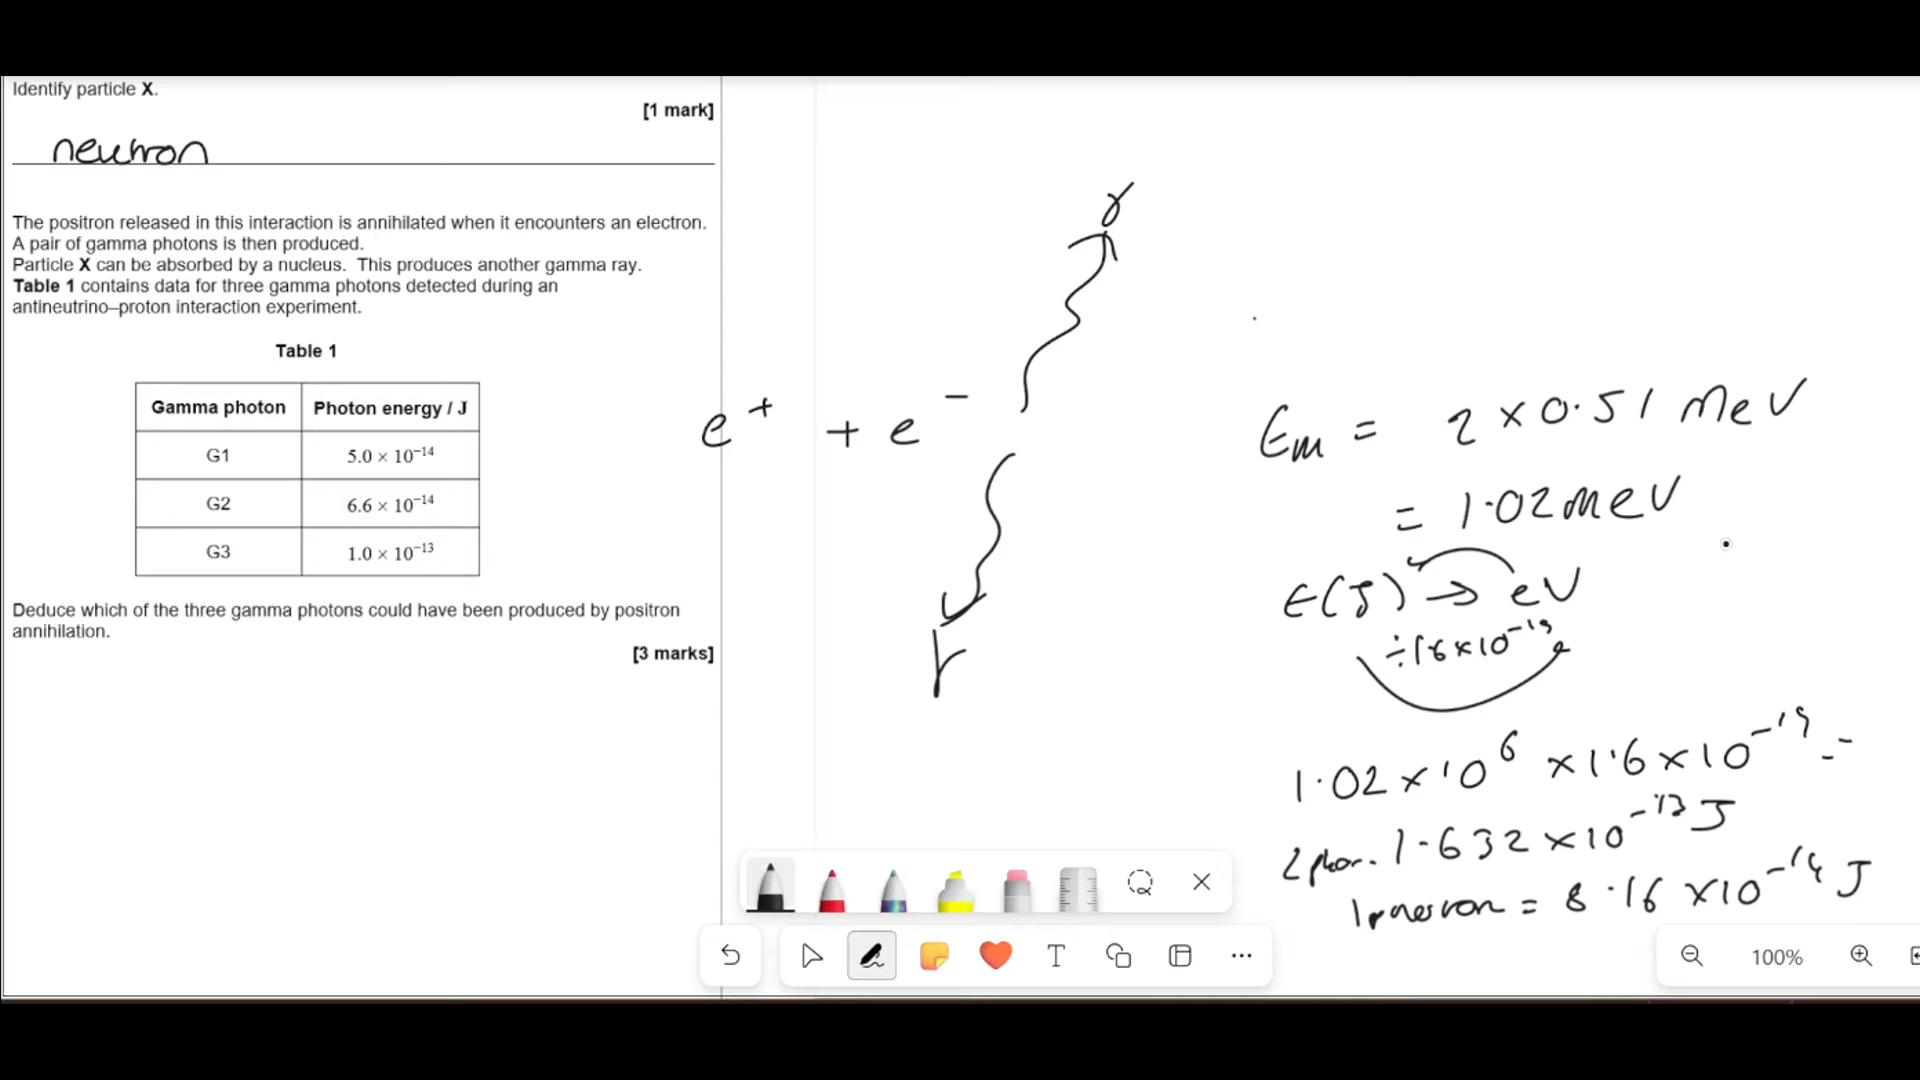 Identify particle X.
[1 mark]
neutron
The positron released in this interaction is annihilated when it encounters an electron.
A pair of gamma photons is then produced.
Particle X can be absorbed by a nucleus. This produces another gamma ray.
Table 1 contains data for three gamma photons detected during an
antineutrino–proton interaction experiment.
Table 1
Gamma photon Photon energy / J
G1 5.0 × 10⁻¹⁴
G2 6.6 × 10⁻¹⁴
G3 1.0 × 10⁻¹³
Deduce which of the three gamma photons could have been produced by positron
annihilation.
[3 marks]
γ
e⁺ + e⁻
r
Em = 2 × 0.51 MeV
= 1.02 MeV
E(J) → eV
÷ 1.6 × 10⁻¹⁹
1.02 × 10⁶ × 1.6 × 10⁻¹⁹ =
1.632 × 10⁻¹³ J
= 8.16 × 10⁻¹⁴ J
T
100%